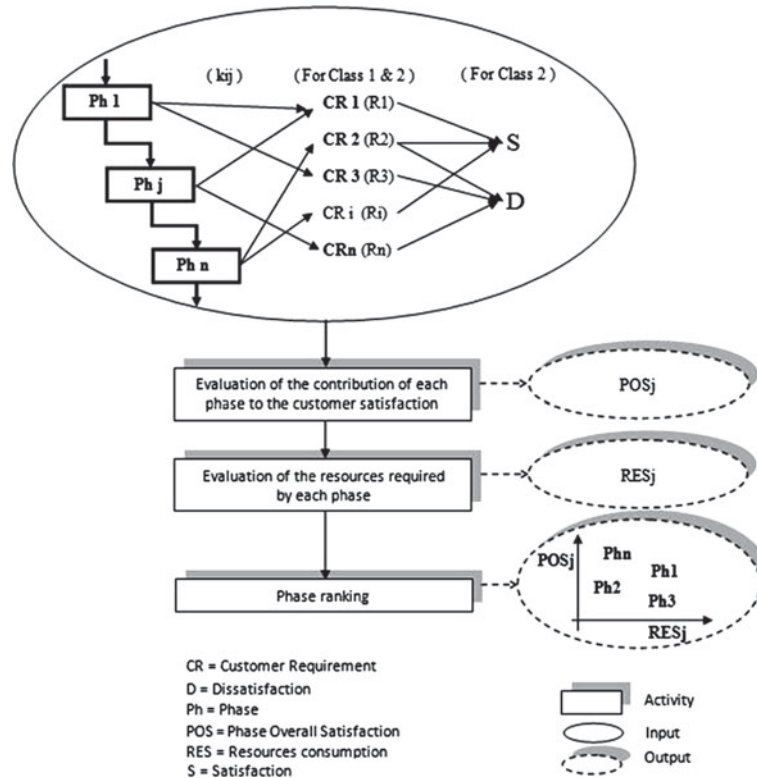 ( kij) ( For Class 1 & 2) ( For Class 2)
Ph 1
Ph j
Ph n
CR 1 (R1)
CR 2 (R2)
CR 3 (R3)
CR i (Ri)
CRn (Rn)
S
D
Evaluation of the contribution of each
phase to the customer satisfaction
POSj
Evaluation of the resources required
by each phase
RESj
Phase ranking
POSj
Phn
Ph1
Ph2
Ph3
RESj
CR = Customer Requirement
D = Dissatisfaction
Ph = Phase
POS = Phase Overall Satisfaction
RES = Resources consumption
S = Satisfaction
Activity
Input
Output